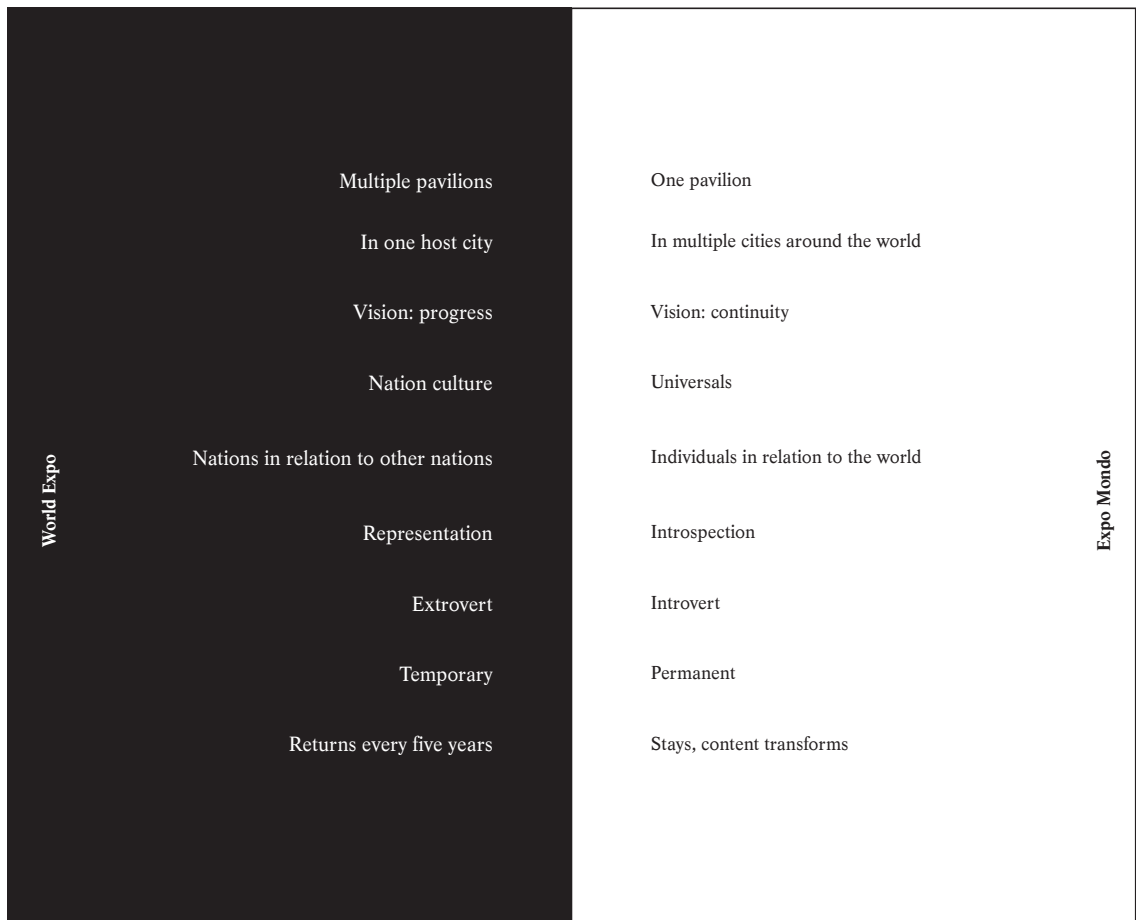 World Expo
Multiple pavilions
One pavilion
In one host city
In multiple cities around the world
Vision: progress
Vision: continuity
Nation culture
Universals
Nations in relation to other nations
Individuals in relation to the world
Representation
Introspection
Extrovert
Introvert
Temporary
Permanent
Returns every five years
Stays, content transforms
Expo Mondo